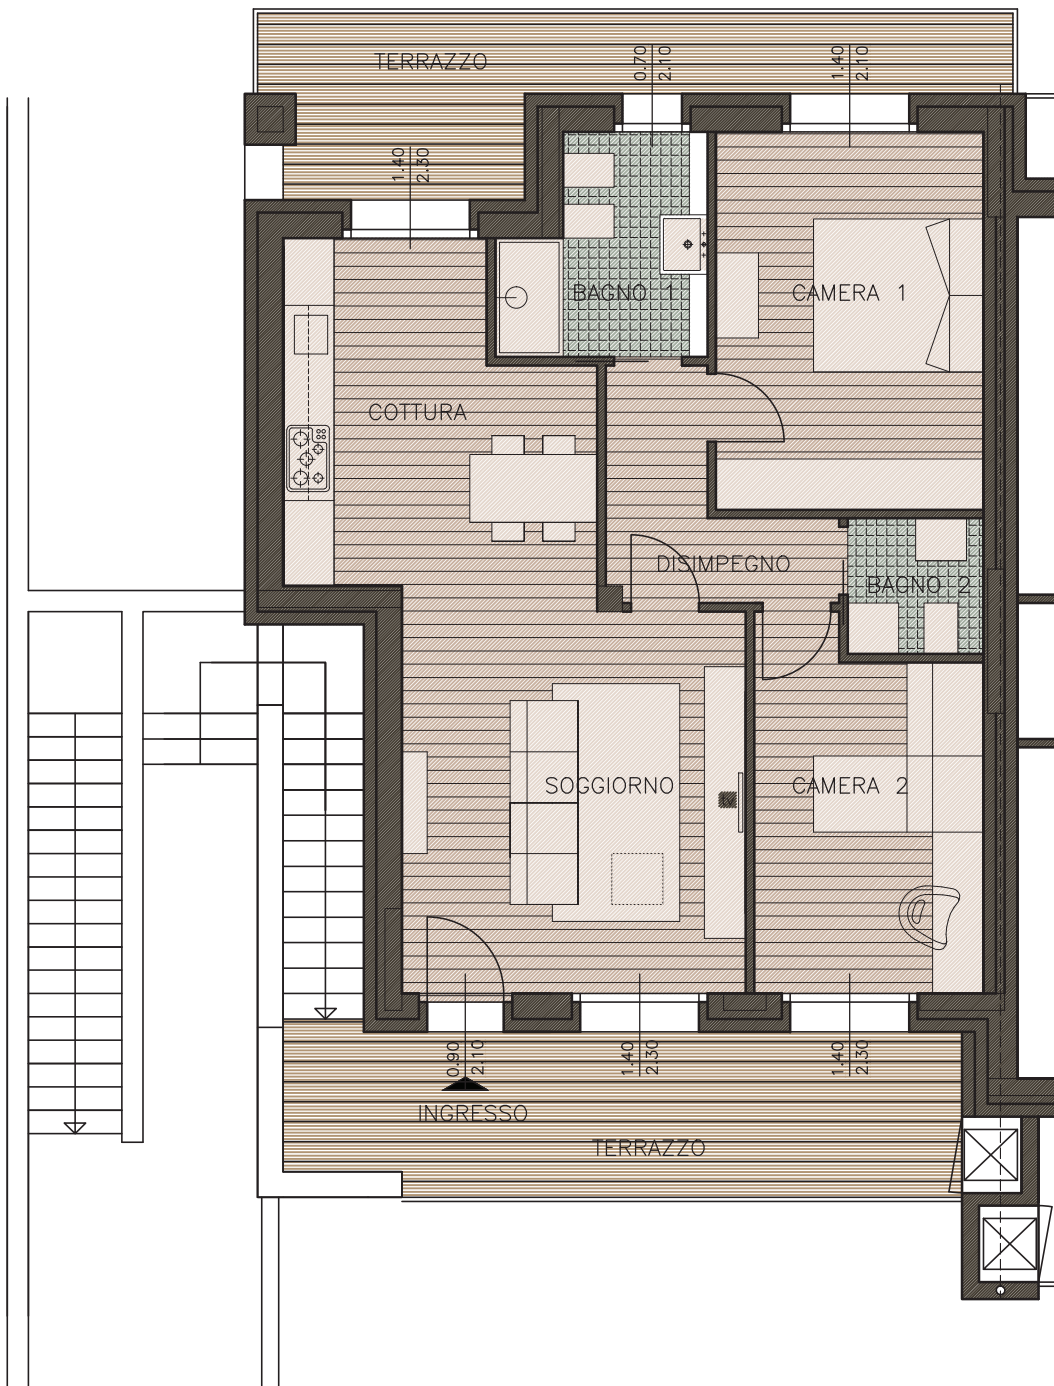 TERRAZZO
0.70
2.10
1.40
2.10
1.40
2.30
BAGNO 1
CAMERA 1
COTTURA
DISIMPEGNO
BAGNO 2
SOGGIORNO
tv
CAMERA 2
0.90
2.10
1.40
2.30
1.40
2.30
INGRESSO
TERRAZZO